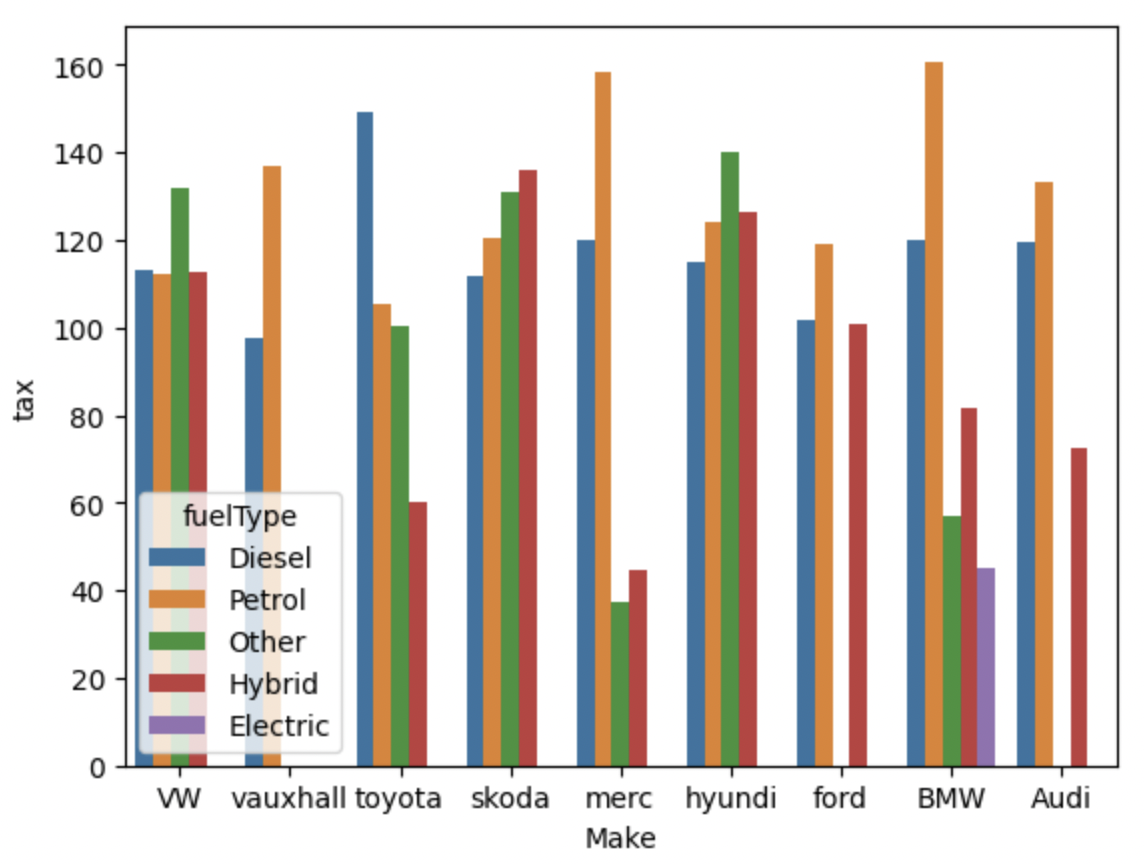 160
140
120
100
80
60
40
20
0
tax
fuelType
Diesel
Petrol
Other
Hybrid
Electric
VW vauxhall toyota skoda merc hyundi ford BMW Audi
Make